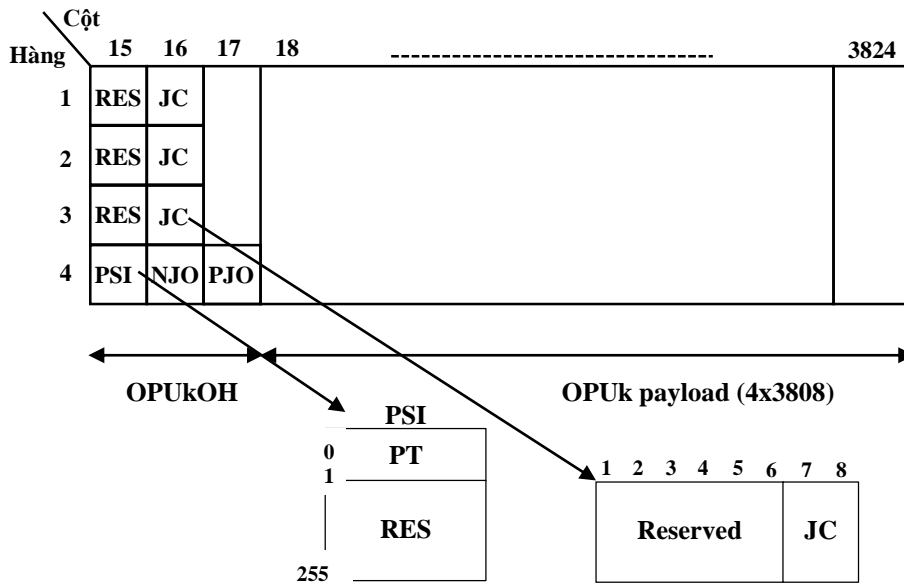 Cột
Hàng 15 16 17 18 3824
1 RES JC
2 RES JC
3 RES JC
4 PSI NJO PJO
OPUkOH OPUk payload (4x3808)
PSI
0 PT
1
RES
255
1 2 3 4 5 6 7 8
Reserved JC